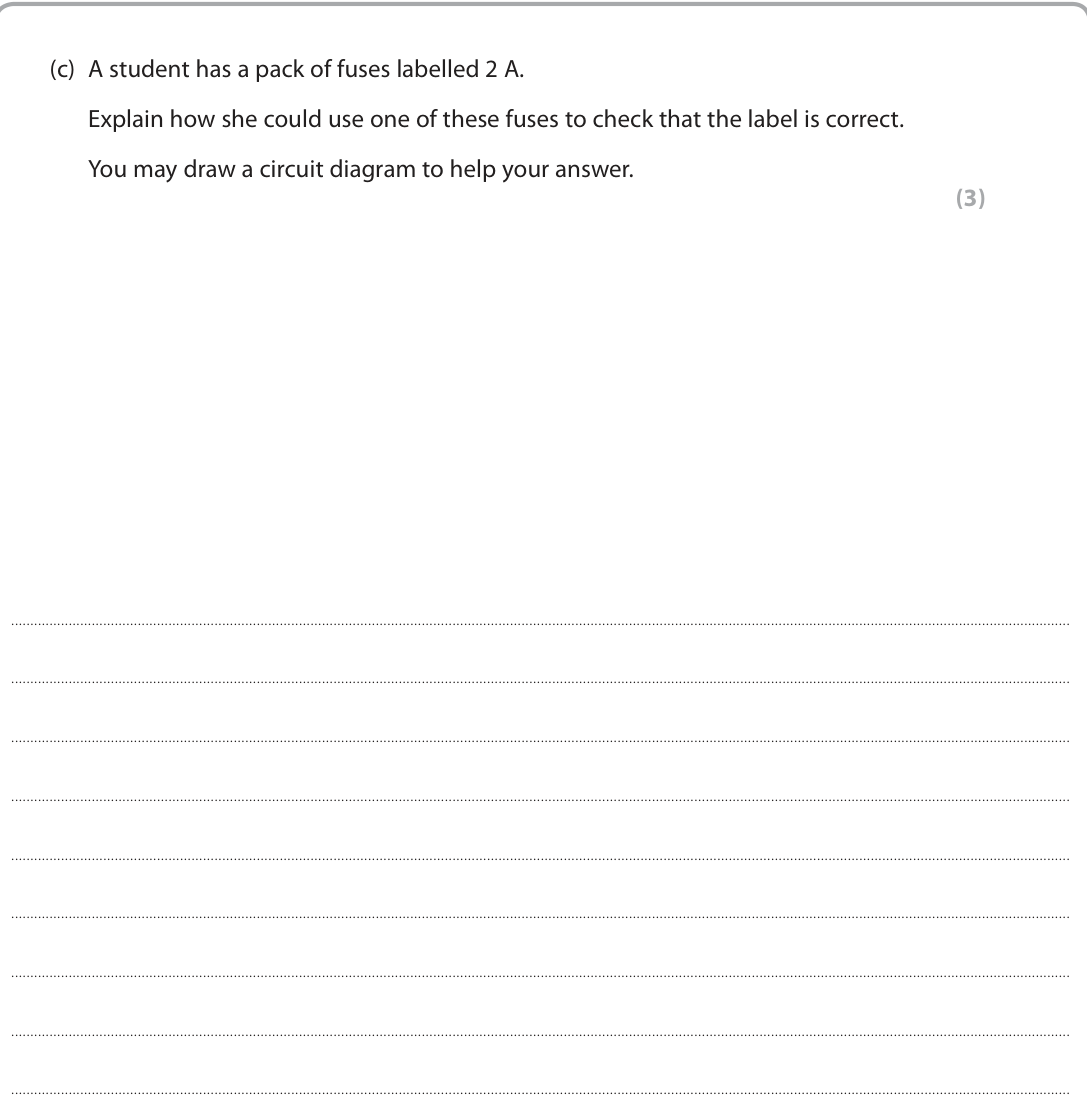 (c) A student has a pack of fuses labelled 2 A.
Explain how she could use one of these fuses to check that the label is correct.
You may draw a circuit diagram to help your answer.
(3)